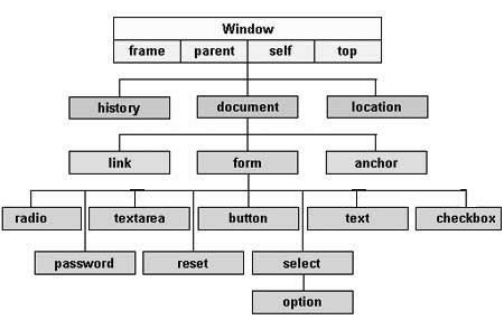 Window
frame parent self top
history document location
link form anchor
radio textarea button text checkbox
password reset select
option